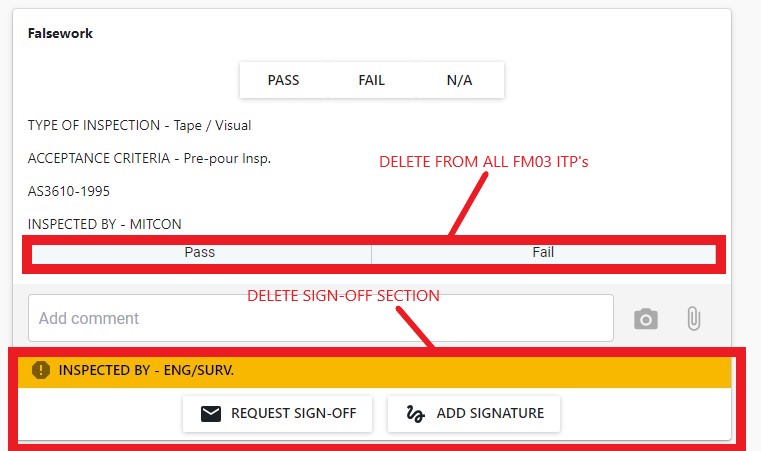 Falsework
PASS FAIL N/A
TYPE OF INSPECTION - Tape / Visual
ACCEPTANCE CRITERIA - Pre-pour Insp.
DELETE FROM ALL FM03 ITP's
AS3610-1995
INSPECTED BY - MITCON
Pass Fail
DELETE SIGN-OFF SECTION
Add comment
INSPECTED BY - ENG/SURV.
REQUEST SIGN-OFF ADD SIGNATURE